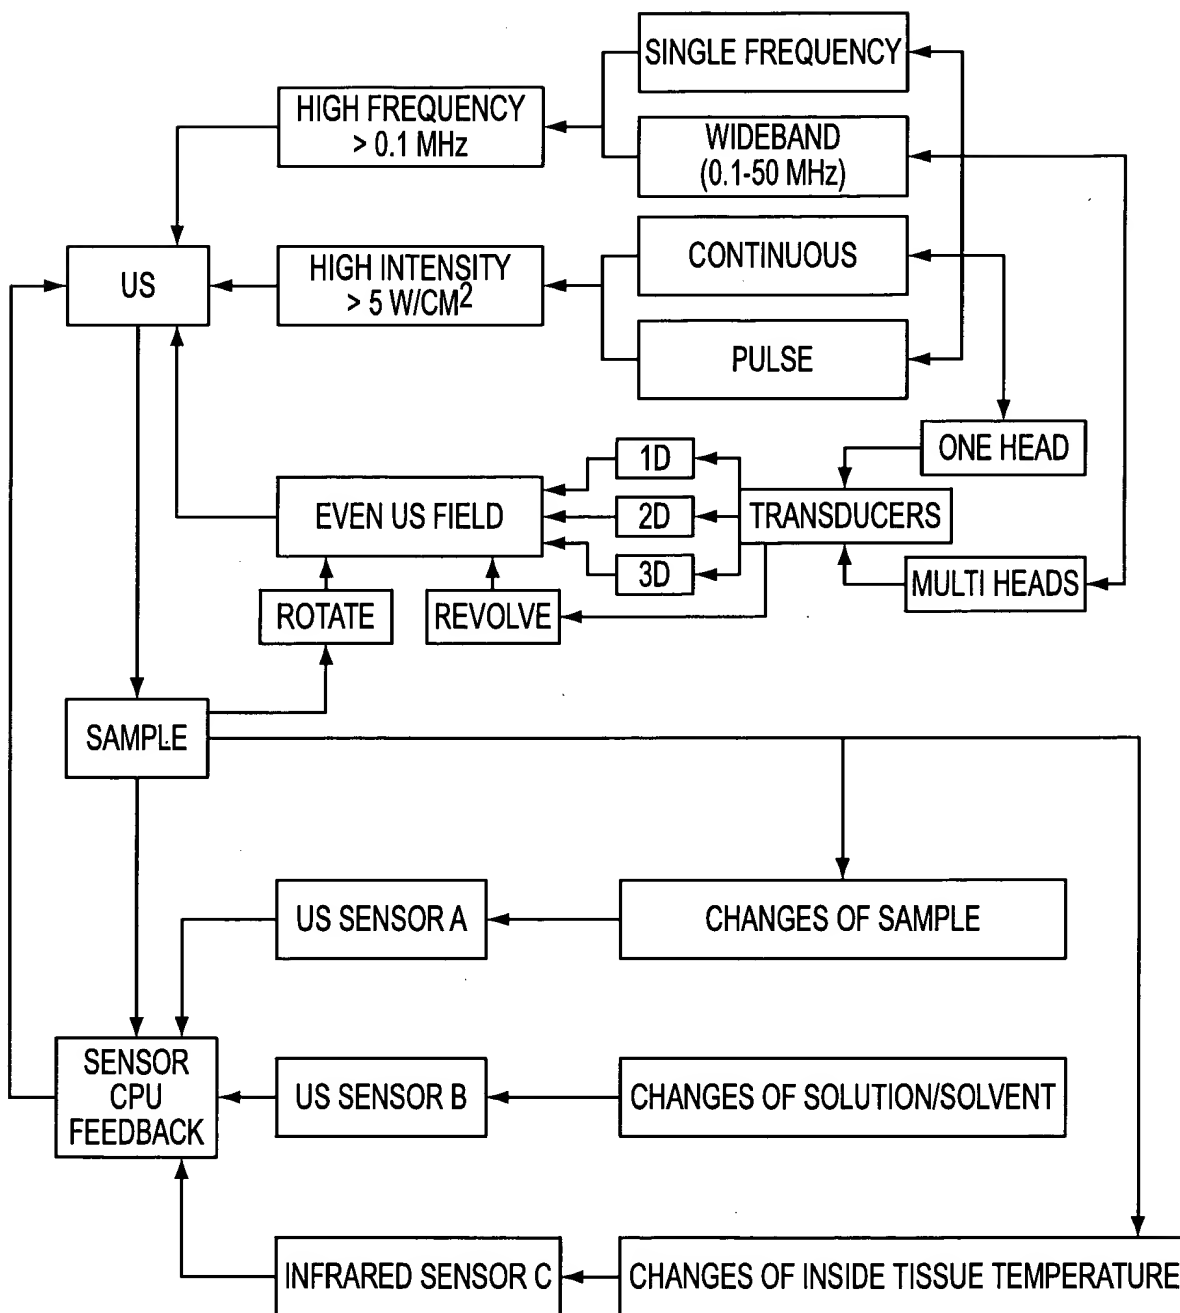 SINGLE FREQUENCY
HIGH FREQUENCY
> 0.1 MHz
WIDEBAND
(0.1-50 MHz)
US
HIGH INTENSITY
> 5 W/CM2
CONTINUOUS
PULSE
ONE HEAD
1D
EVEN US FIELD
2D
TRANSDUCERS
3D
MULTI HEADS
ROTATE
REVOLVE
SAMPLE
US SENSOR A
CHANGES OF SAMPLE
SENSOR
CPU
FEEDBACK
US SENSOR B
CHANGES OF SOLUTION/SOLVENT
INFRARED SENSOR C
CHANGES OF INSIDE TISSUE TEMPERATURE